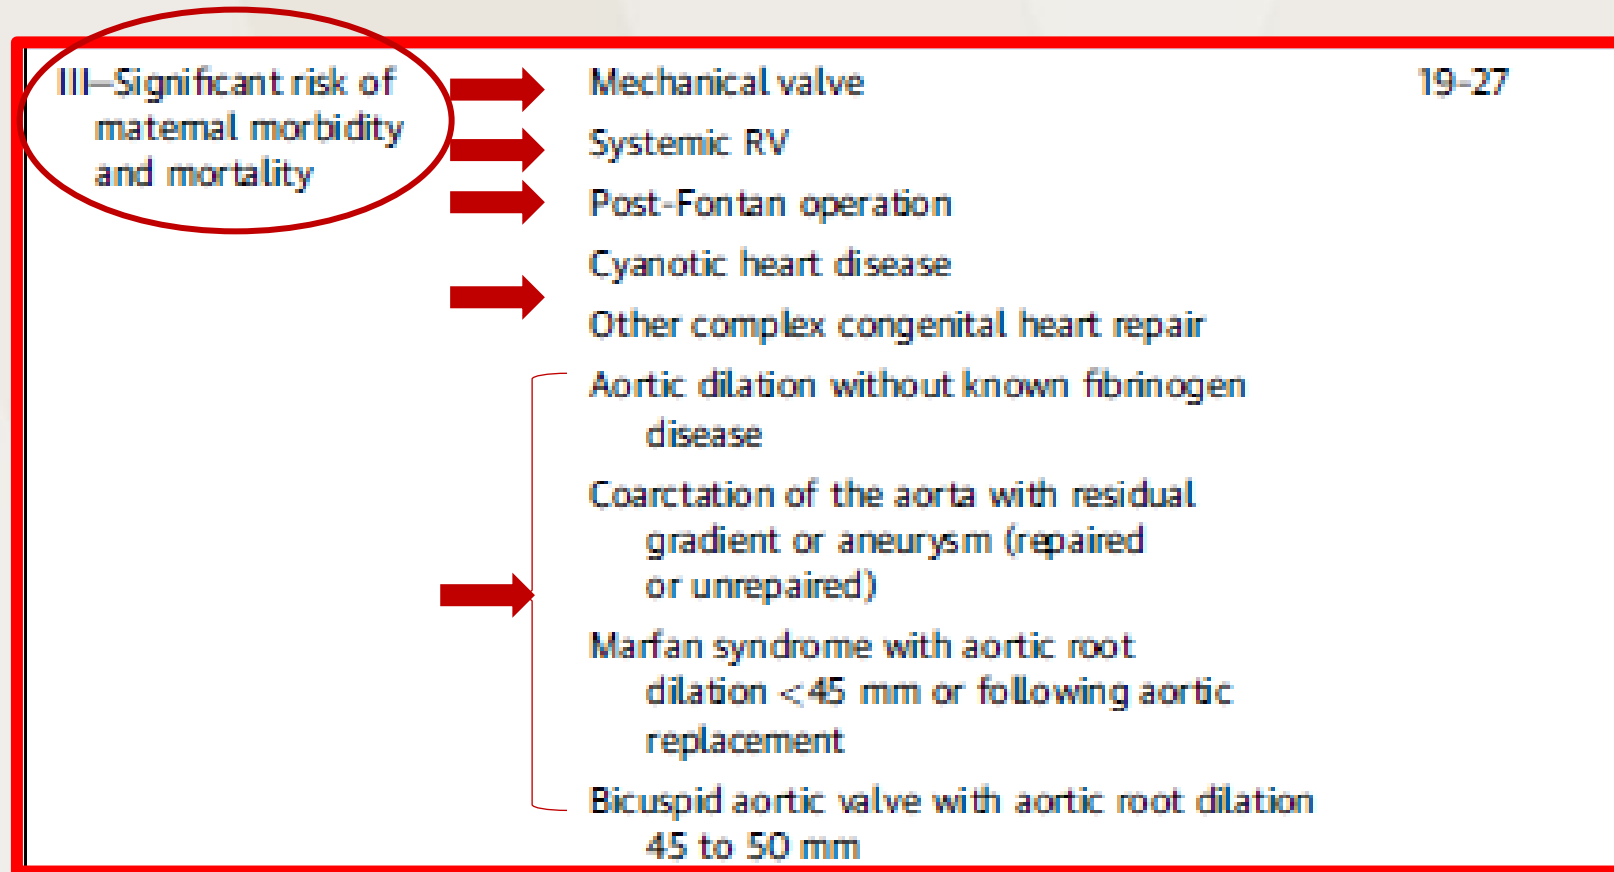 III—Significant risk of
maternal morbidity
and mortality
Mechanical valve
19-27
Systemic RV
Post-Fontan operation
Cyanotic heart disease
Other complex congenital heart repair
Aortic dilation without known fibrinogen
disease
Coarctation of the aorta with residual
gradient or aneurysm (repaired
or unrepaired)
Marfan syndrome with aortic root
dilation <45 mm or following aortic
replacement
Bicuspid aortic valve with aortic root dilation
45 to 50 mm